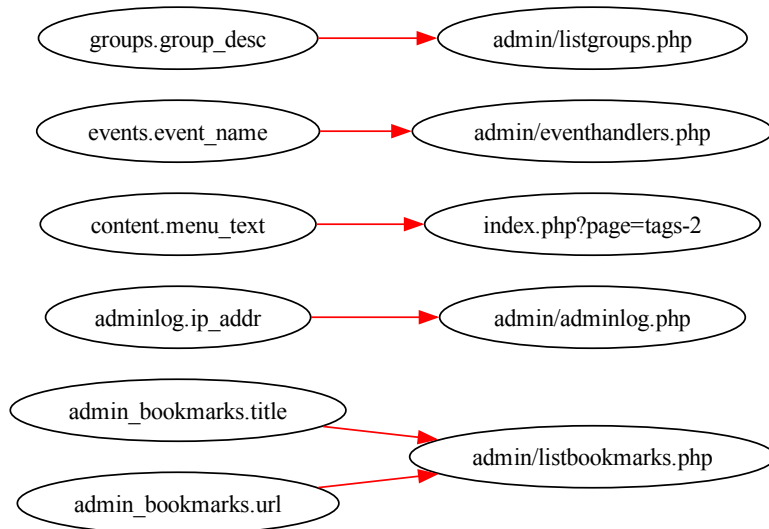 groups.group_desc
admin/listgroups.php
events.event_name
admin/eventhandlers.php
content.menu_text
index.php?page=tags-2
adminlog.ip_addr
admin/adminlog.php
admin_bookmarks.title
admin/listbookmarks.php
admin_bookmarks.url